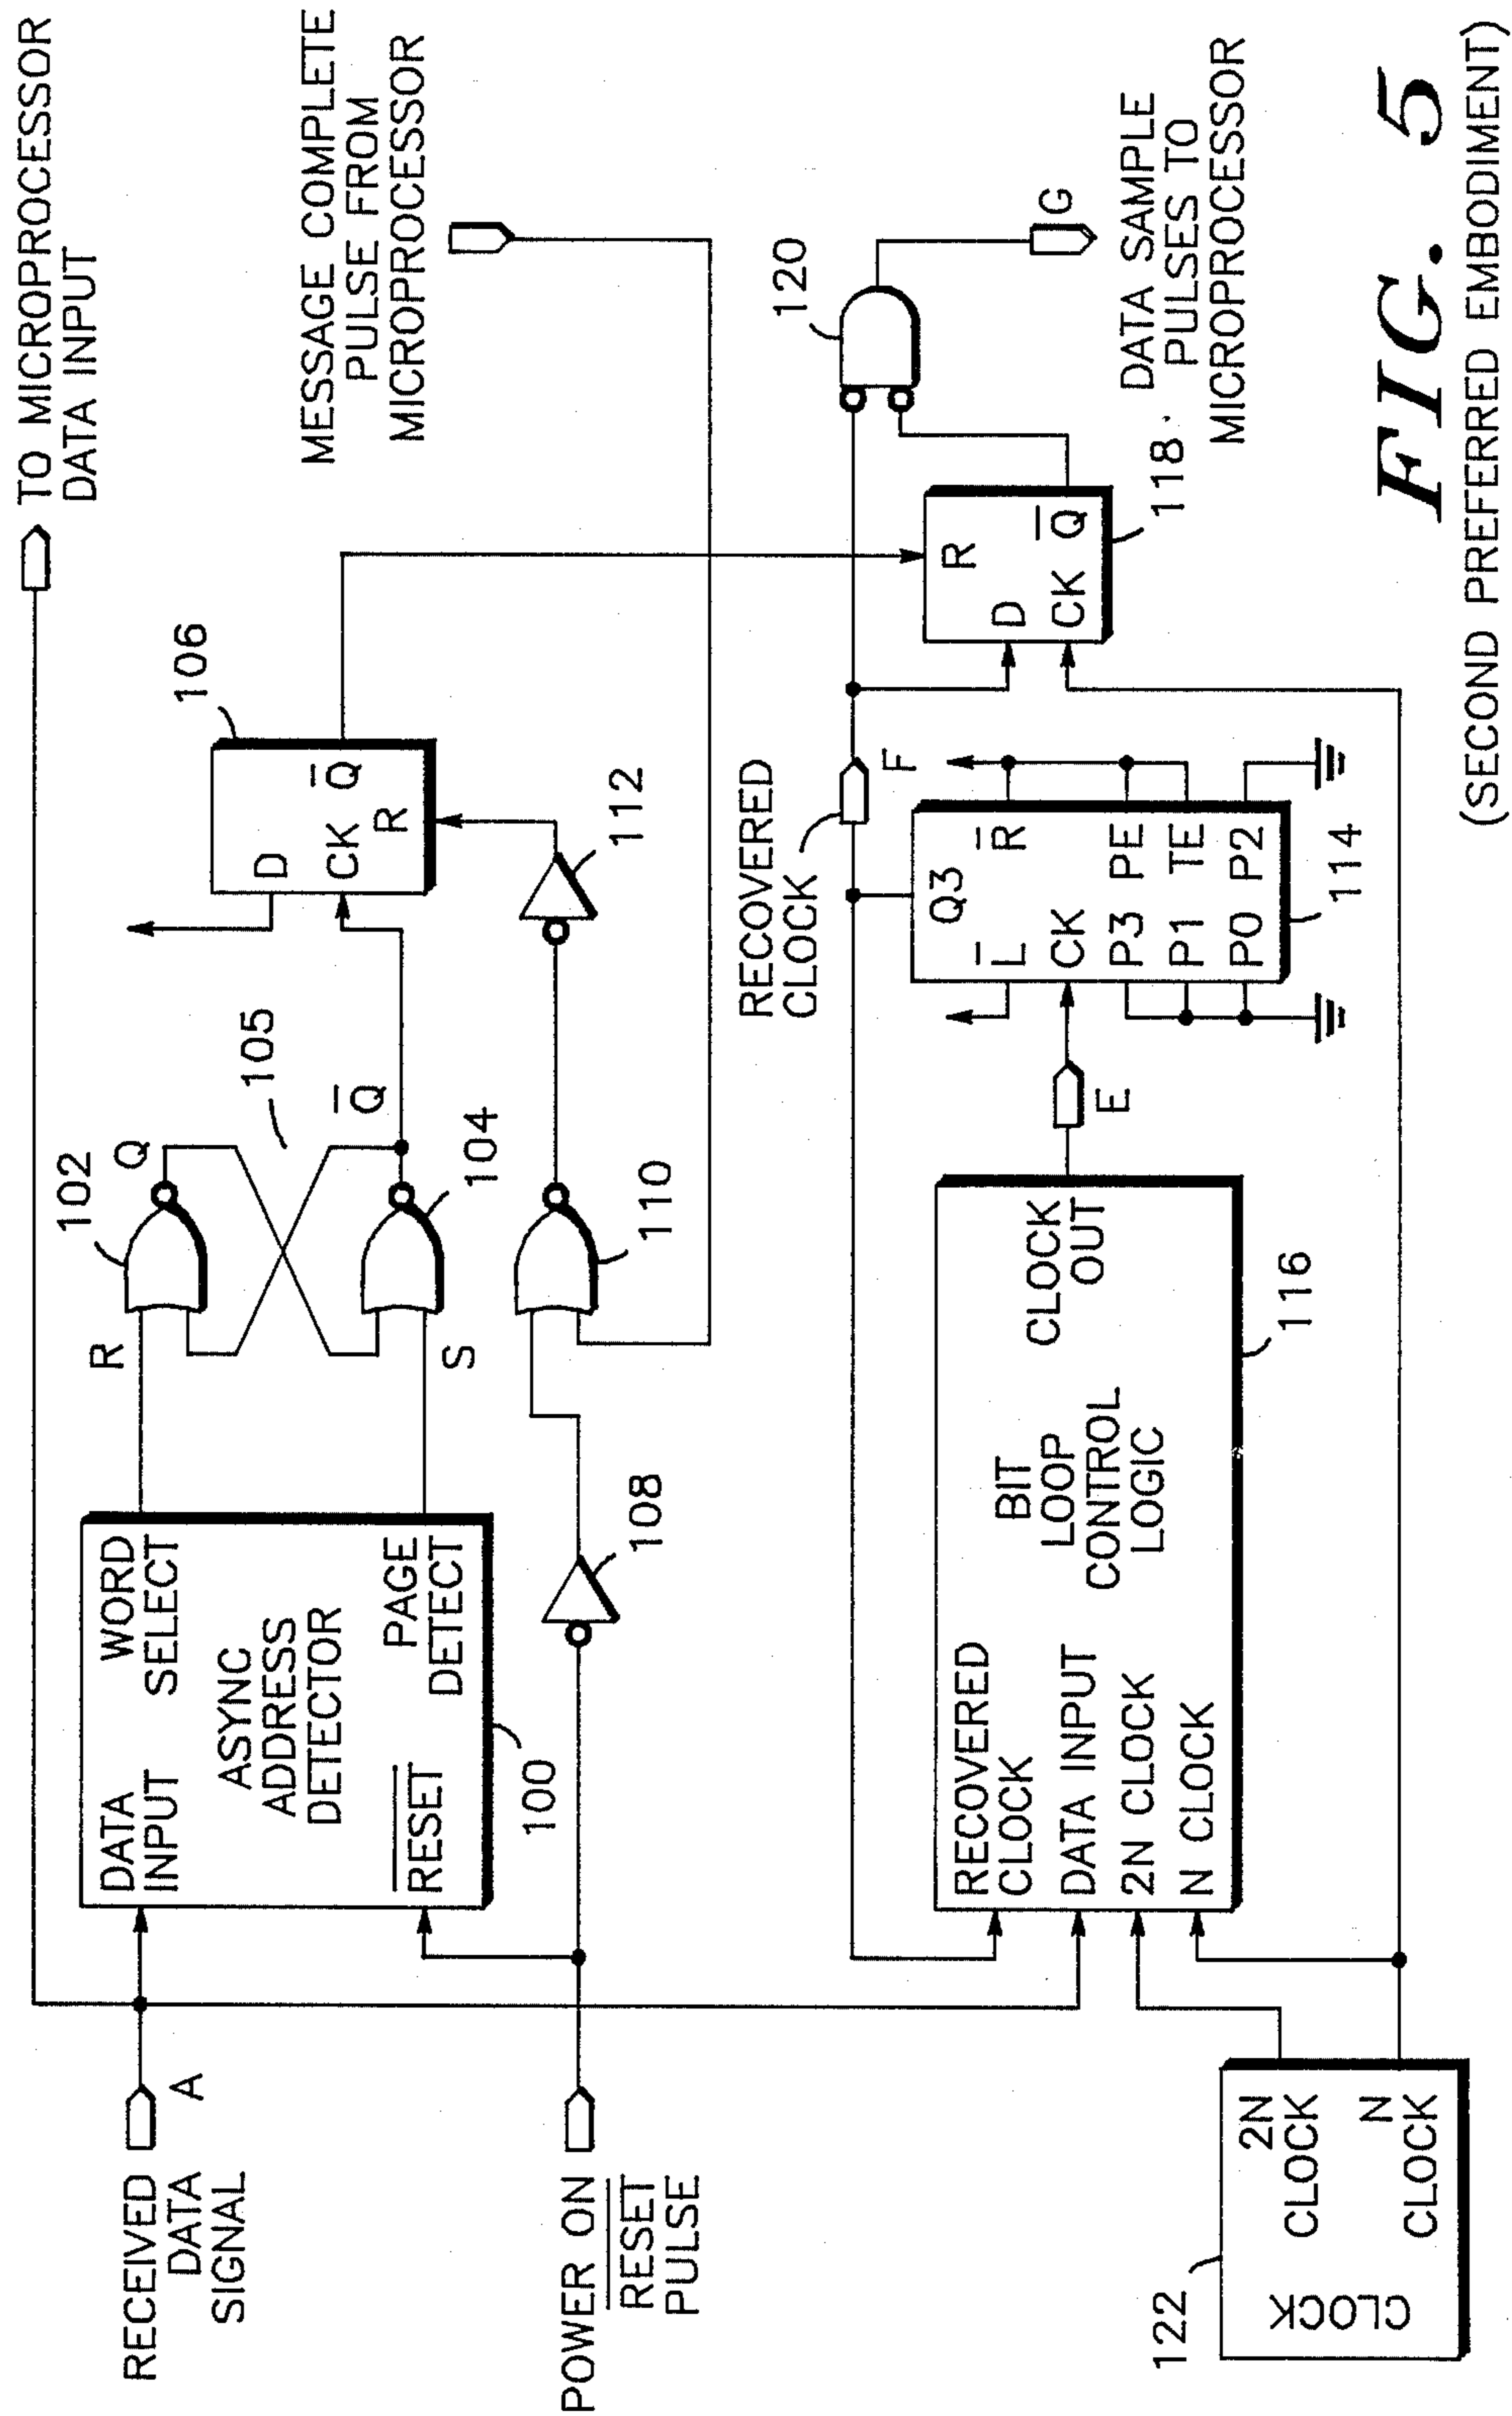 TO MICROPROCESSOR
DATA INPUT
MESSAGE COMPLETE
PULSE FROM
MICROPROCESSOR
RECEIVED
DATA
SIGNAL
A
DATA
INPUT
WORD
SELECT
ASYNC
ADDRESS
DETECTOR
RESET
PAGE
DETECT
100
R
S
102
Q
105
Q
104
106
D
CK
Q
R
POWER ON
RESET
PULSE
108
110
112
RECOVERED
CLOCK
DATA INPUT
2N CLOCK
N CLOCK
BIT
LOOP
CONTROL
LOGIC
CLOCK
OUT
116
E
RECOVERED
CLOCK
F
Q3
L
R
CK
P3
PE
P1
TE
P0
P2
114
R
D
CK
Q
118
120
G
DATA SAMPLE
PULSES TO
MICROPROCESSOR
122
CLOCK
2N
CLOCK
N
CLOCK
FIG. 5
(SECOND PREFERRED EMBODIMENT)